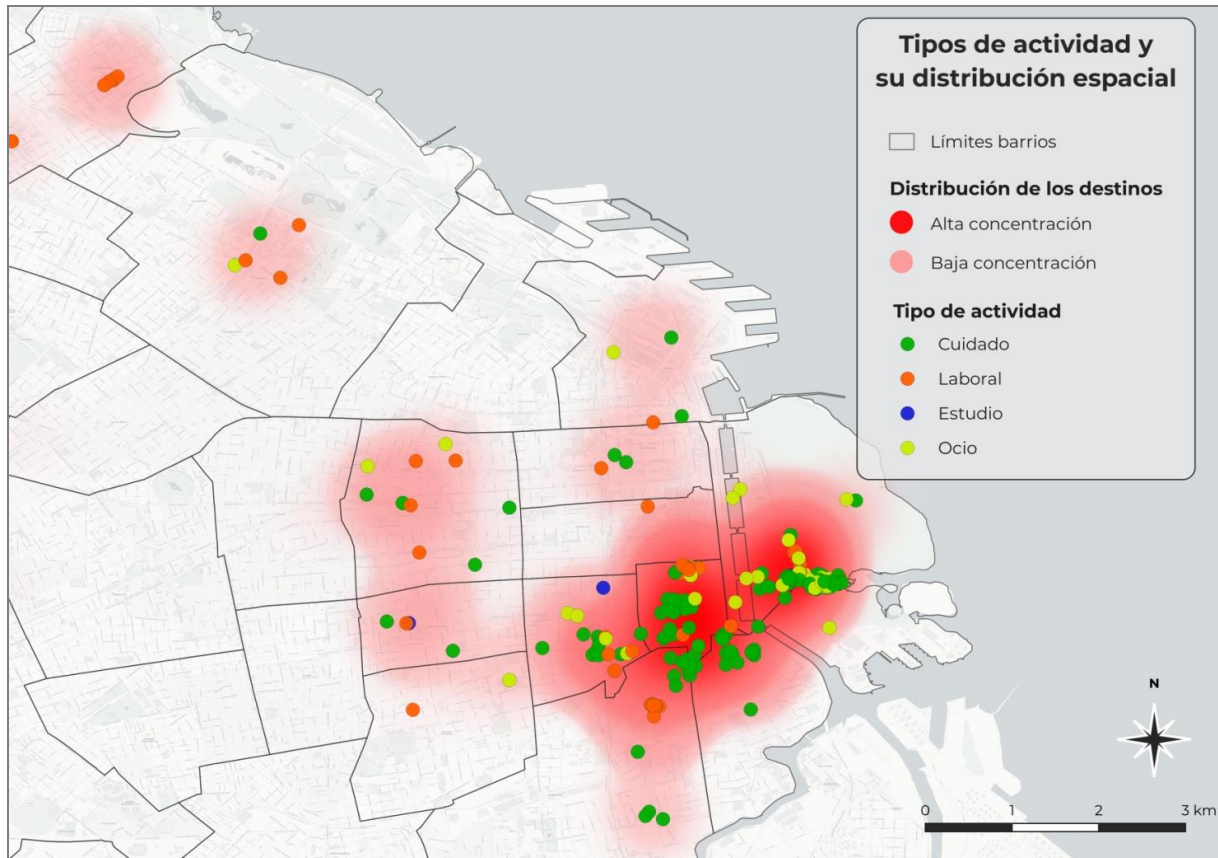 Tipos de actividad y
su distribución espacial
Límites barrios
Distribución de los destinos
Alta concentración
Baja concentración
Tipo de actividad
Cuidado
Laboral
Estudio
Ocio
N
0 1 2 3 km